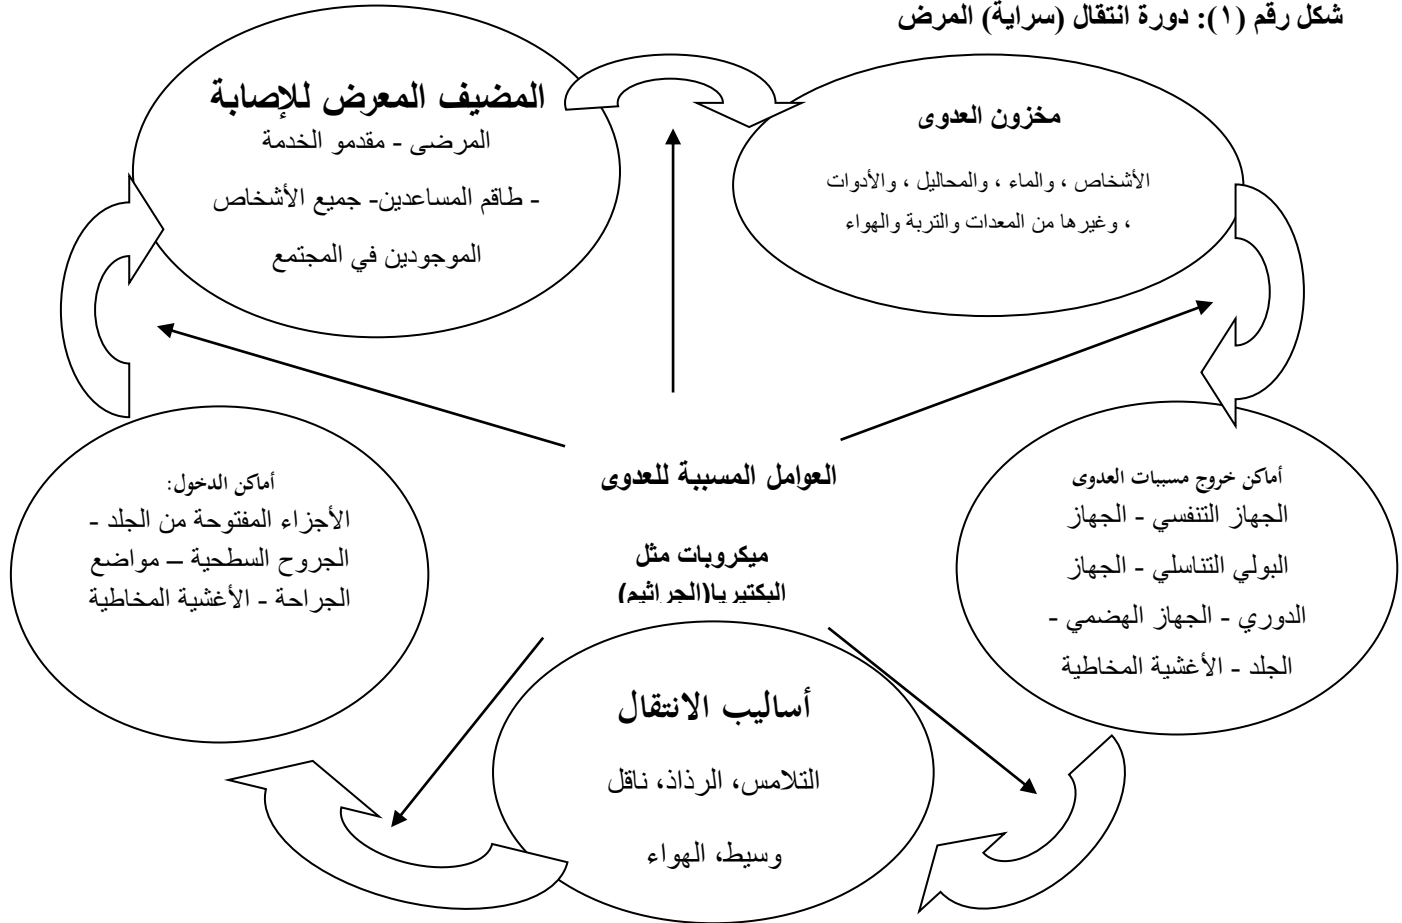 شكل رقم (١): دورة انتقال (سراية) المرض
مخزون العدوى
الأشخاص ، والماء ، والمحاليل ، والأدوات
، وغيرها من المعدات والتربة والهواء
المضيف المعرض للإصابة
المرضى - مقدمو الخدمة
- طاقم المساعدين- جميع الأشخاص
الموجودين في المجتمع
العوامل المسببة للعدوى
ميكروبات مثل
البكتيريا(الجراثيم)
أماكن خروج مسببات العدوى
الجهاز التنفسي - الجهاز
البولي التناسلي - الجهاز
الدوري - الجهاز الهضمي -
الجلد - الأغشية المخاطية
أساليب الانتقال
التلامس، الرذاذ، ناقل
وسيط، الهواء
أماكن الدخول:
الأجزاء المفتوحة من الجلد -
الجروح السطحية – مواضع
الجراحة - الأغشية المخاطية